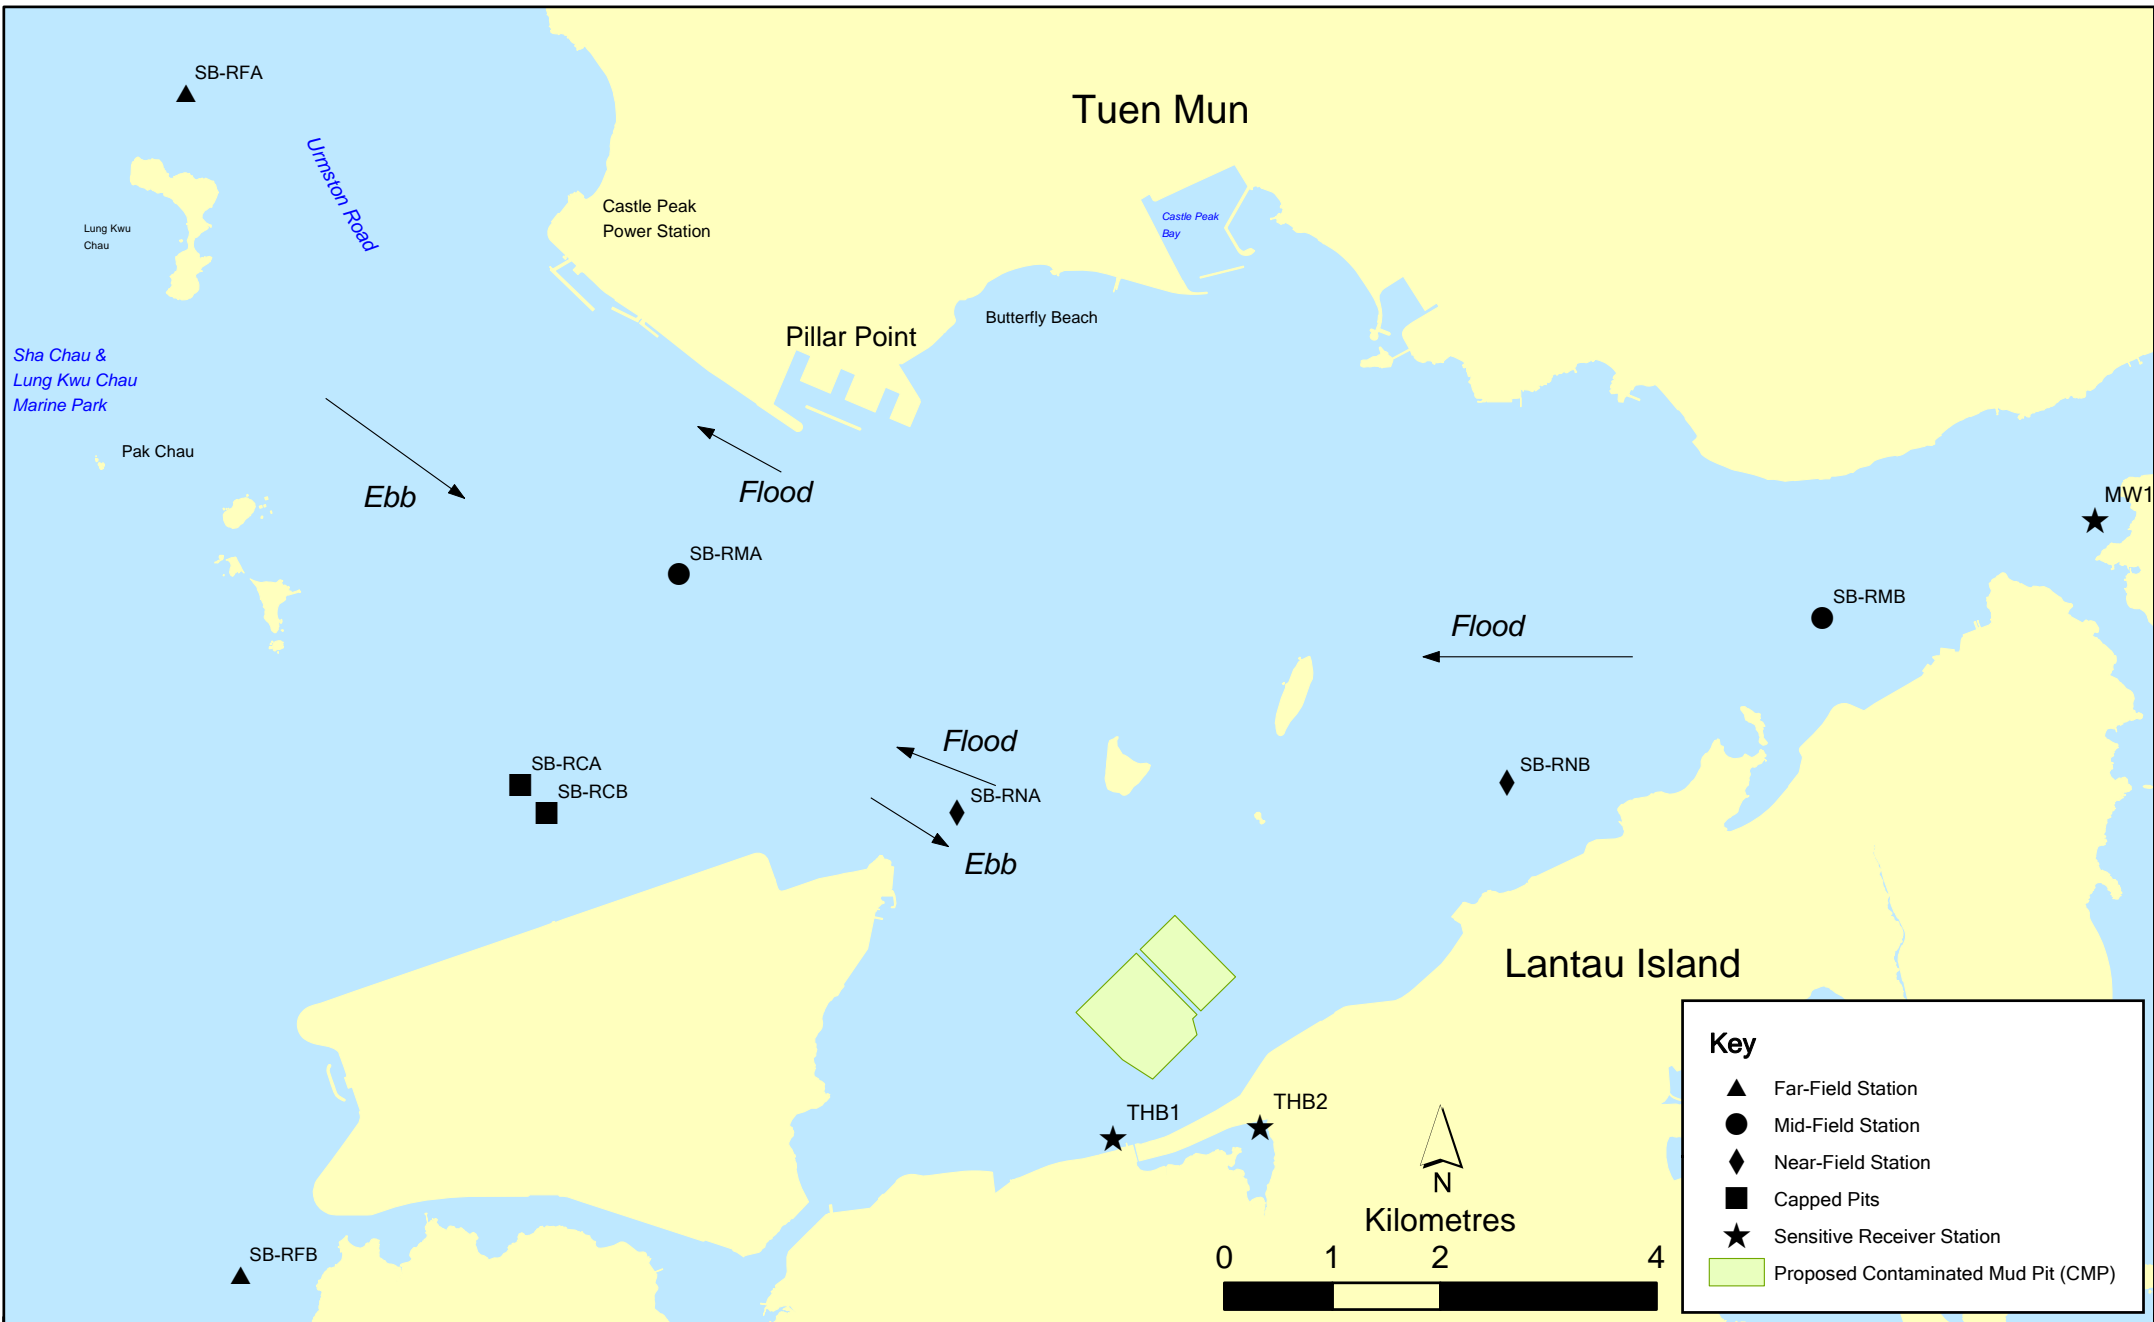 SB-RFA
Tuen Mun
Urmston Road
Castle Peak
Power Station
Castle Peak
Bay
Lung Kwu
Chau
Butterfly Beach
Pillar Point
Sha Chau &
Lung Kwu Chau
Marine Park
Pak Chau
Ebb
Flood
MW1
SB-RMA
SB-RMB
Flood
Flood
SB-RCA
SB-RCB
SB-RNA
SB-RNB
Ebb
Lantau Island
THB1
THB2
SB-RFB
N
Kilometres
0 1 2 4
Key
Far-Field Station
Mid-Field Station
Near-Field Station
Capped Pits
Sensitive Receiver Station
Proposed Contaminated Mud Pit (CMP)